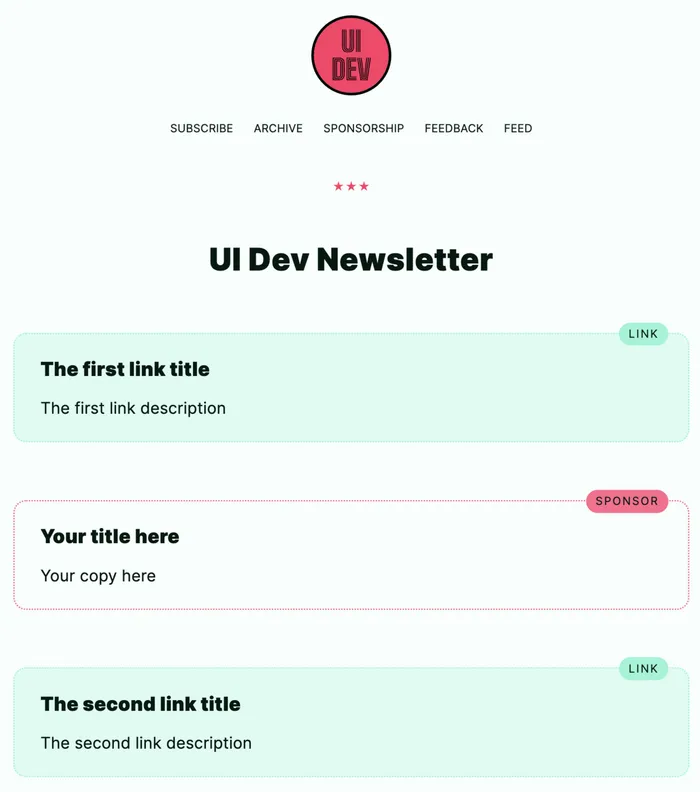 UI
DEV
SUBSCRIBE ARCHIVE SPONSORSHIP FEEDBACK FEED
★★★
UI Dev Newsletter
LINK
The first link title
The first link description
SPONSOR
Your title here
Your copy here
LINK
The second link title
The second link description